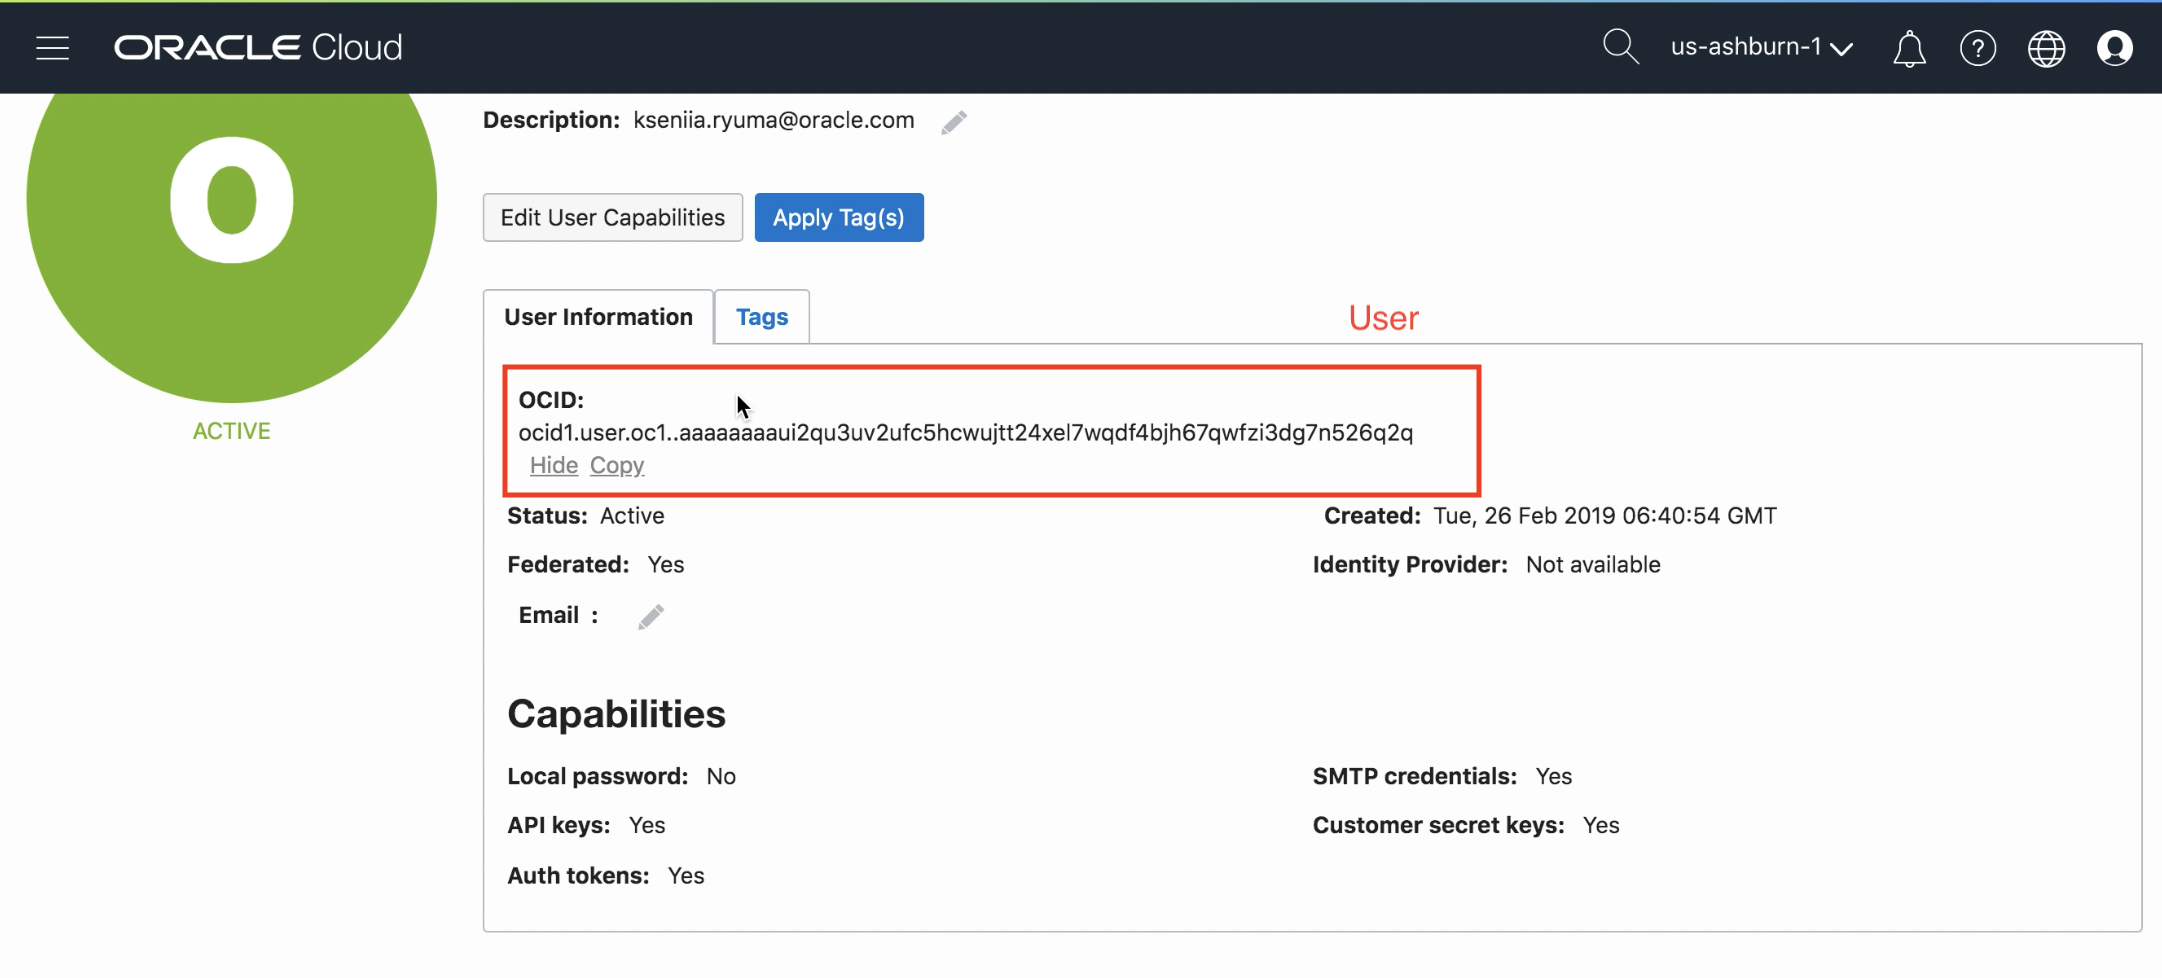 ORACLE Cloud
us-ashburn-1
?
O
ACTIVE
Description: kseniia.ryuma@oracle.com
Edit User Capabilities
Apply Tag(s)
User Information
Tags
User
OCID:
ocid1.user.oc1..aaaaaaaaui2qu3uv2ufc5hcwujtt24xel7wqdf4bjh67qwfzi3dg7n526q2q
Hide Copy
Status: Active
Created: Tue, 26 Feb 2019 06:40:54 GMT
Federated: Yes
Identity Provider: Not available
Email :
Capabilities
Local password: No
SMTP credentials: Yes
API keys: Yes
Customer secret keys: Yes
Auth tokens: Yes